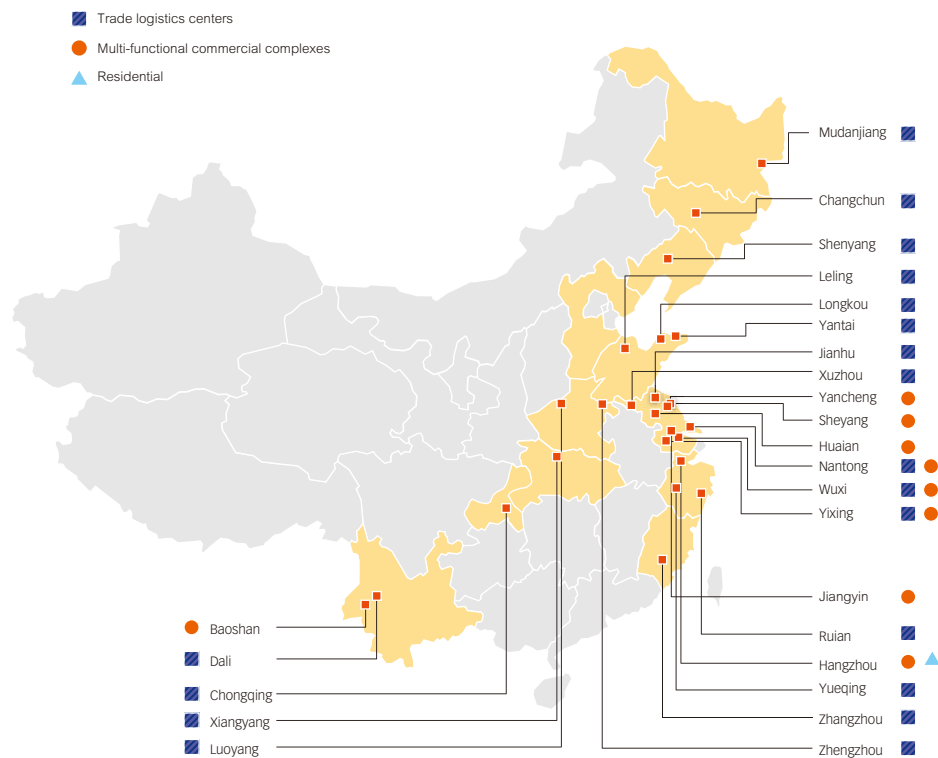 Trade logistics centers
Multi-functional commercial complexes
Residential
Mudanjiang
Changchun
Shenyang
Leling
Longkou
Yantai
Jianhu
Xuzhou
Yancheng
Sheyang
Huaian
Nantong
Wuxi
Yixing
Jiangyin
Ruian
Hangzhou
Yueqing
Zhangzhou
Zhengzhou
Baoshan
Dali
Chongqing
Xiangyang
Luoyang